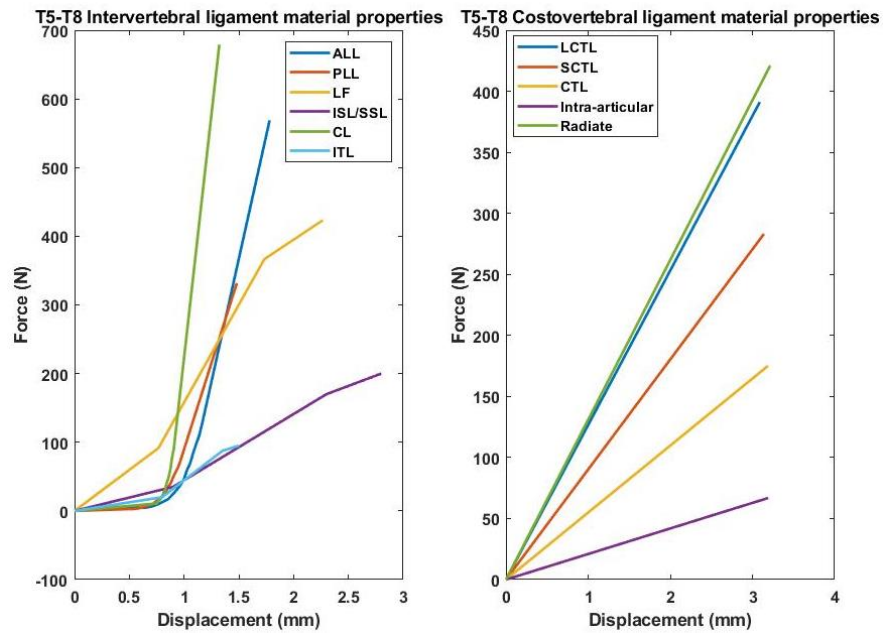 T5-T8 Intervertebral ligament material properties
700
600
500
400
300
200
100
0
-100
Force (N)
0
0.5
1
1.5
2
2.5
3
Displacement (mm)
ALL
PLL
LF
ISL/SSL
CL
ITL
T5-T8 Costovertebral ligament material properties
450
400
350
300
250
200
150
100
50
0
Force (N)
0
1
2
3
4
Displacement (mm)
LCTL
SCTL
CTL
Intra-articular
Radiate